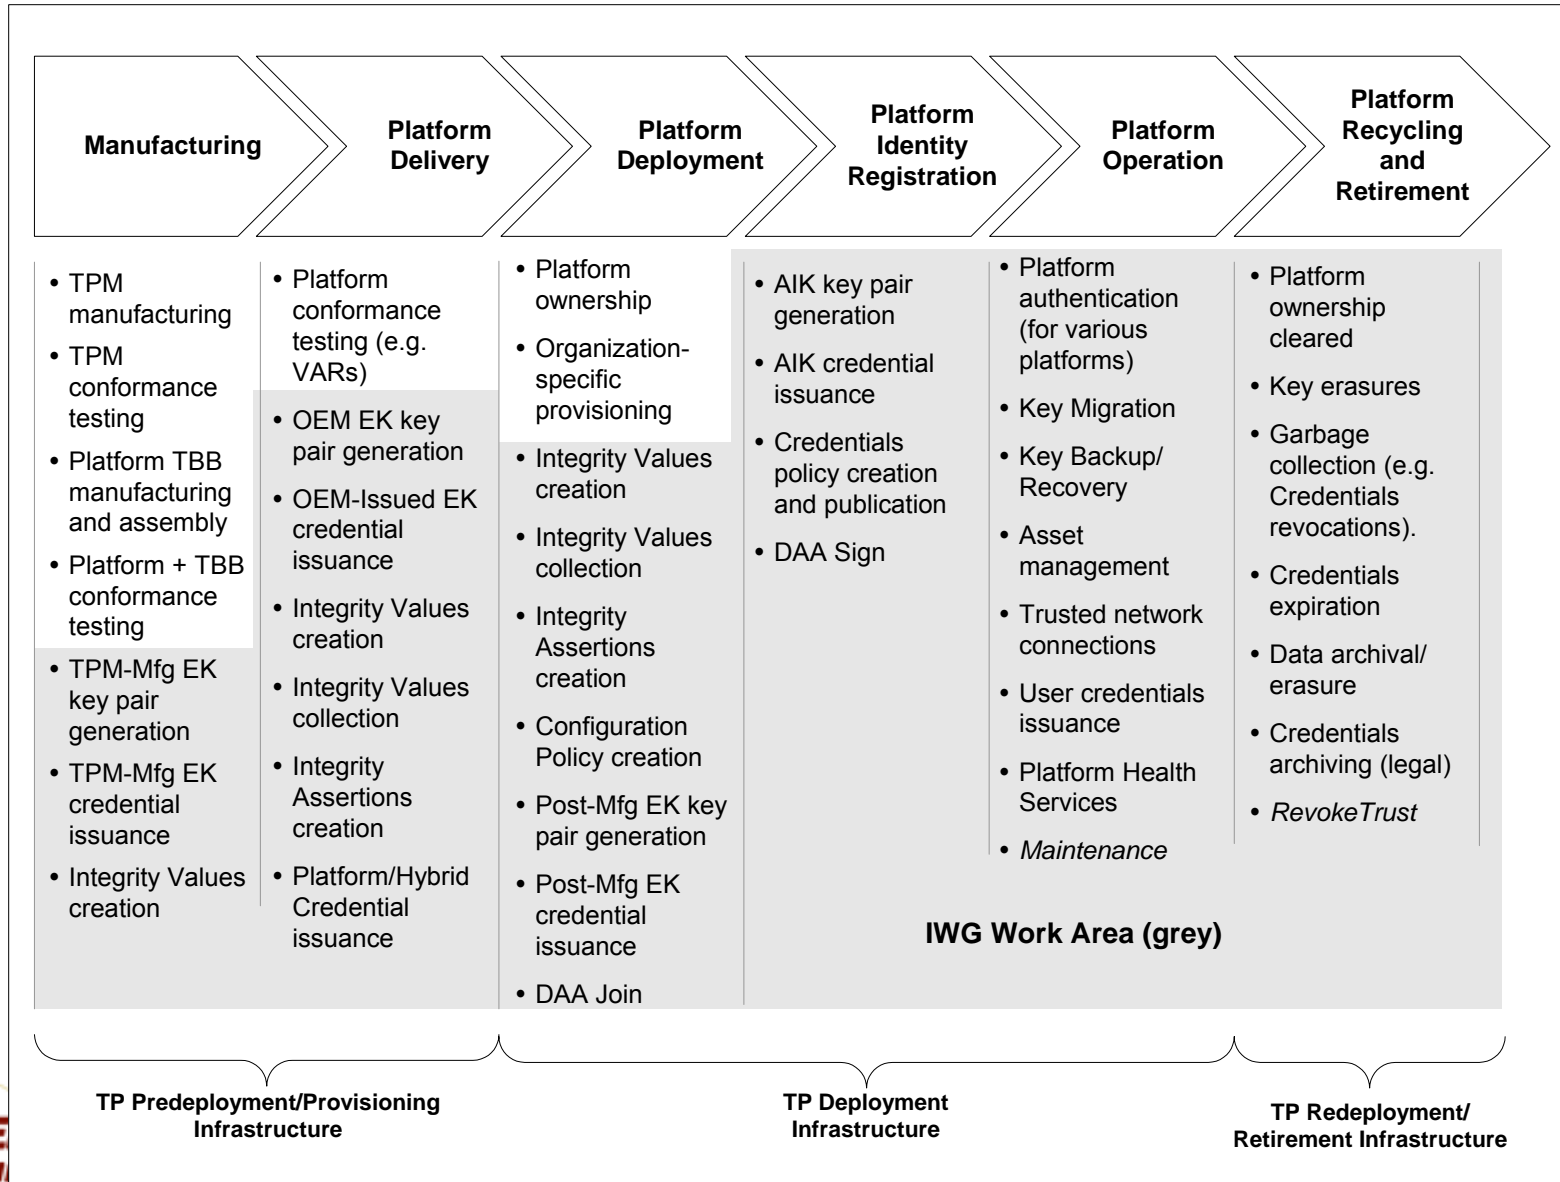 Manufacturing
Platform
Delivery
Platform
Deployment
Platform
Identity
Registration
Platform
Operation
Platform
Recycling
and
Retirement
• TPM
manufacturing
• TPM
conformance
testing
• Platform TBB
manufacturing
and assembly
• Platform + TBB
conformance
testing
• TPM-Mfg EK
key pair
generation
• TPM-Mfg EK
credential
issuance
• Integrity Values
creation
• Platform
conformance
testing (e.g.
VARs)
• OEM EK key
pair generation
• OEM-Issued EK
credential
issuance
• Integrity Values
creation
• Integrity Values
collection
• Integrity
Assertions
creation
• Platform/Hybrid
Credential
issuance
• Platform
ownership
• Organization-
specific
provisioning
• Integrity Values
creation
• Integrity Values
collection
• Integrity
Assertions
creation
• Configuration
Policy creation
• Post-Mfg EK key
pair generation
• Post-Mfg EK
credential
issuance
• DAA Join
• AIK key pair
generation
• AIK credential
issuance
• Credentials
policy creation
and publication
• DAA Sign
• Platform
authentication
(for various
platforms)
• Key Migration
• Key Backup/
Recovery
• Asset
management
• Trusted network
connections
• User credentials
issuance
• Platform Health
Services
• Maintenance
• Platform
ownership
cleared
• Key erasures
• Garbage
collection (e.g.
Credentials
revocations).
• Credentials
expiration
• Data archival/
erasure
• Credentials
archiving (legal)
• RevokeTrust
IWG Work Area (grey)
TP Predeployment/Provisioning
Infrastructure
TP Deployment
Infrastructure
TP Redeployment/
Retirement Infrastructure